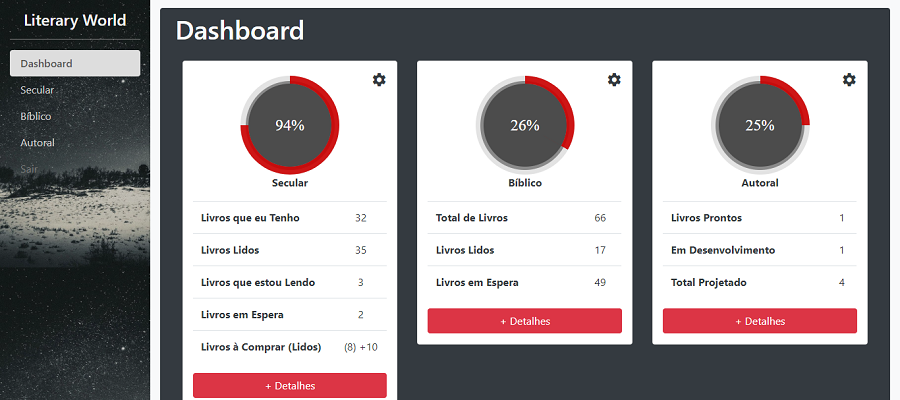 Literary World
Dashboard
Secular
Bíblico
Autoral
Sair
Dashboard
94%
Secular
Livros que eu Tenho 32
Livros Lidos 35
Livros que estou Lendo 3
Livros em Espera 2
Livros à Comprar (Lidos) (8) +10
+ Detalhes
26%
Bíblico
Total de Livros 66
Livros Lidos 17
Livros em Espera 49
+ Detalhes
25%
Autoral
Livros Prontos 1
Em Desenvolvimento 1
Total Projetado 4
+ Detalhes